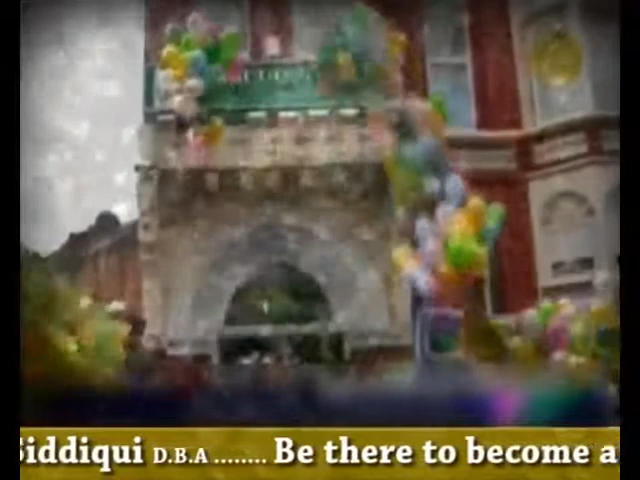 Siddiqui D.B.A ........ Be there to become a